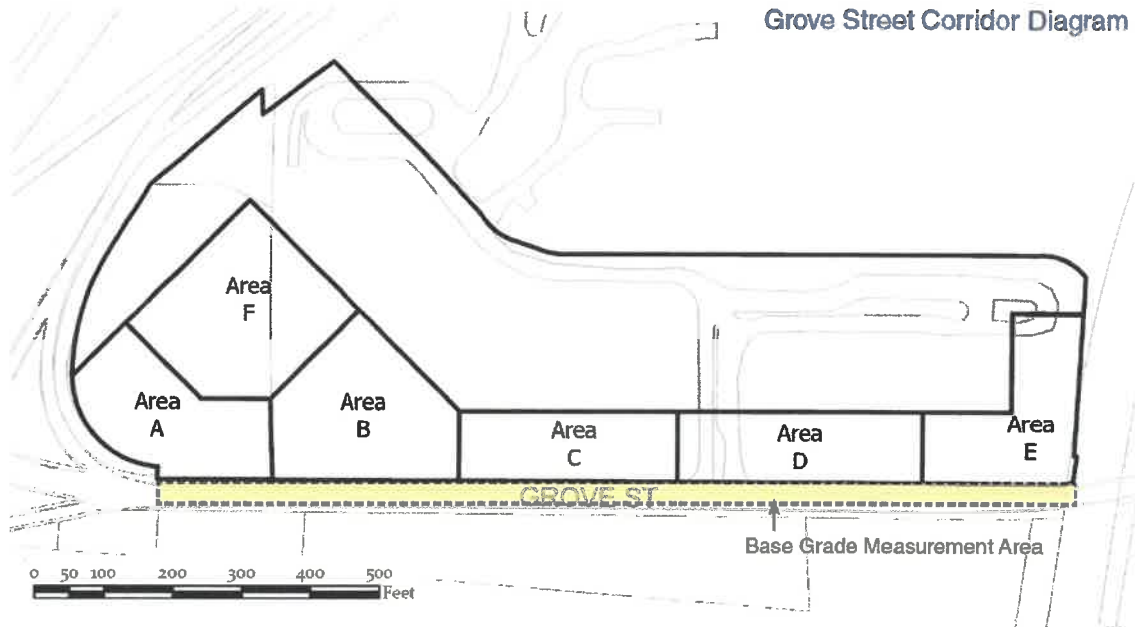 Grove Street Corridor Diagram
Area
F
Area
A
Area
B
Area
C
Area
D
Area
E
GROVE ST
Base Grade Measurement Area
0 50 100 200 300 400 500
Feet